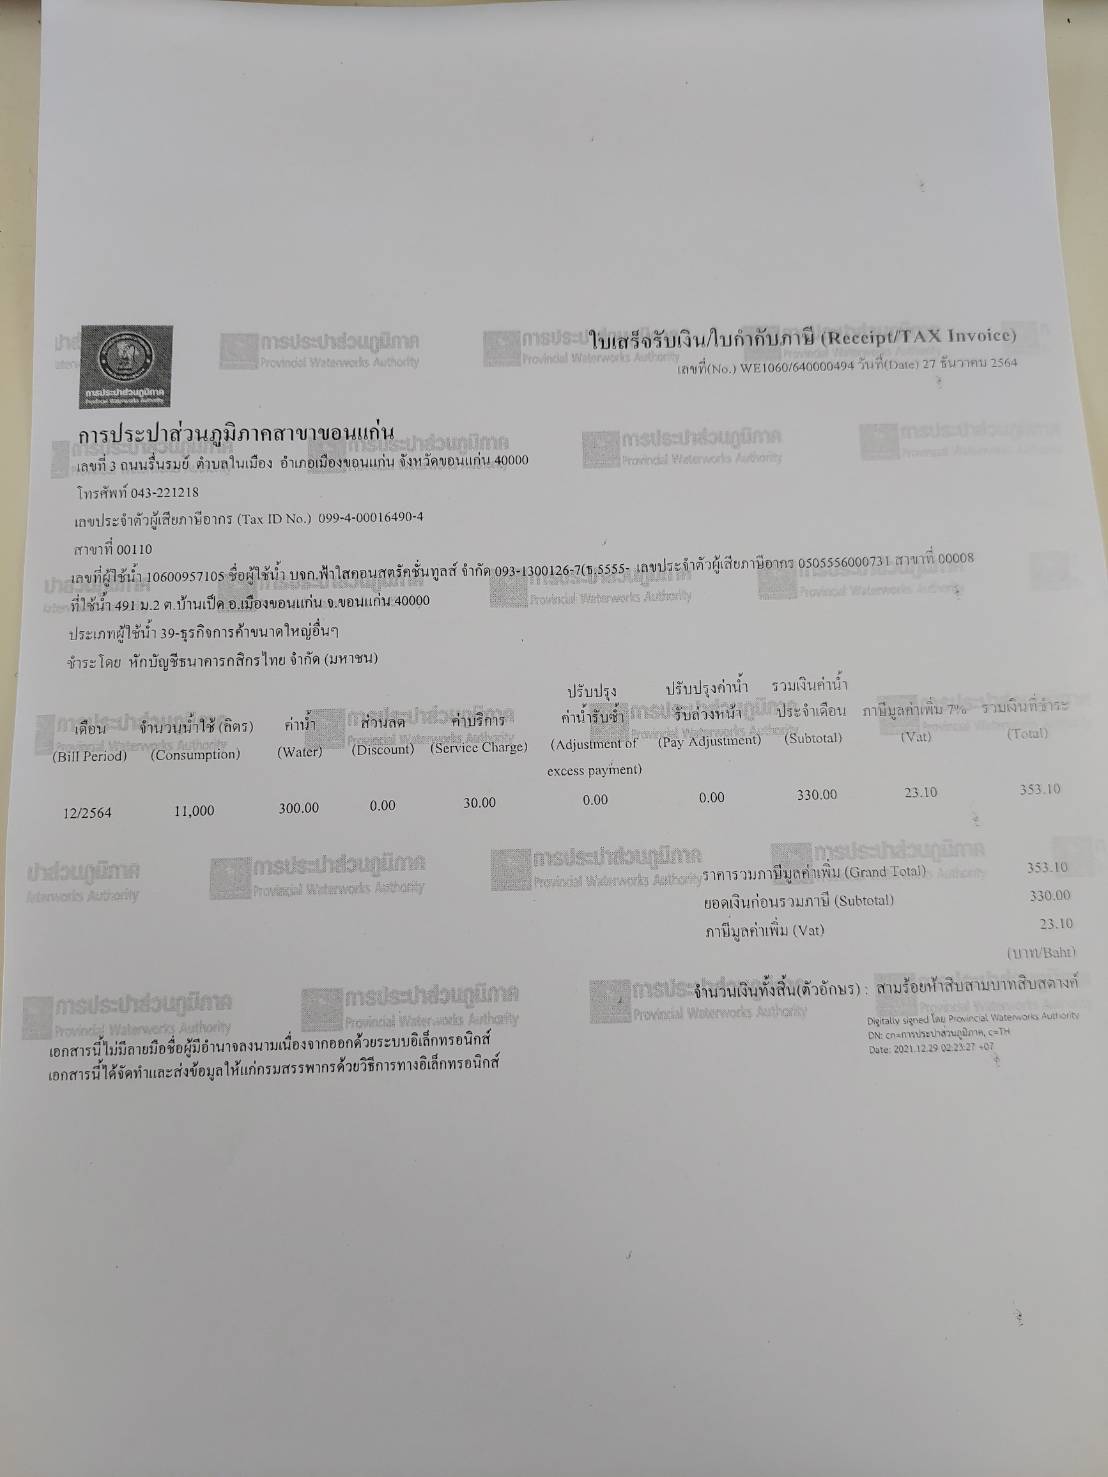 การประปาส่วนภูมิภาค
Provincial Waterworks Authority
ใบเสร็จรับเงิน/ใบกำกับภาษี (Receipt/TAX Invoice)
เลขที่(No.) WE1060/640000494 วันที่(Date) 27 ธันวาคม 2564
การประปาส่วนภูมิภาคสาขาขอนแก่น
เลขที่ 3 ถนนรื่นรมย์ ตำบลในเมือง อำเภอเมืองขอนแก่น จังหวัดขอนแก่น 40000
โทรศัพท์ 043-221218
เลขประจำตัวผู้เสียภาษีอากร (Tax ID No.) 099-4-00016490-4
สาขาที่ 00110
เลขที่ผู้ใช้น้ำ 10600957105 ชื่อผู้ใช้น้ำ บจก.ฟ้าใสคอนสตรัคชั่นทูลส์ จำกัด 093-1300126-7(ธ.5555- เลขประจำตัวผู้เสียภาษีอากร 0505556000731 สาขาที่ 00008
ที่ใช้น้ำ 491 ม.2 ต.บ้านเป็ด อ.เมืองขอนแก่น จ.ขอนแก่น 40000
ประเภทผู้ใช้น้ำ 39-ธุรกิจการค้าขนาดใหญ่อื่นๆ
ชำระโดย หักบัญชีธนาคารกสิกรไทย จำกัด (มหาชน)
ปรับปรุง ปรับปรุงค่าน้ำ รวมเงินค่าน้ำ
เดือน จำนวนน้ำใช้ (ลิตร) ค่าน้ำ ส่วนลด ค่าบริการ ค่าน้ำรับซ้ำ รับล่วงหน้า ประจำเดือน ภาษีมูลค่าเพิ่ม 7% รวมเงินที่ชำระ
(Bill Period) (Consumption) (Water) (Discount) (Service Charge) (Adjustment of (Pay Adjustment) (Subtotal) (Vat) (Total)
excess payment)
12/2564 11,000 300.00 0.00 30.00 0.00 0.00 330.00 23.10 353.10
ราคารวมภาษีมูลค่าเพิ่ม (Grand Total) 353.10
ยอดเงินก่อนรวมภาษี (Subtotal) 330.00
ภาษีมูลค่าเพิ่ม (Vat) 23.10
(บาท/Baht)
จำนวนเงินทั้งสิ้น(ตัวอักษร) : สามร้อยห้าสิบสามบาทสิบสตางค์
Digitally signed โดย Provincial Waterworks Authority
DN: cn=การประปาส่วนภูมิภาค, c=TH
Date: 2021.12.29 02:23:27 +07
เอกสารนี้ไม่มีลายมือชื่อผู้มีอำนาจลงนามเนื่องจากออกด้วยระบบอิเล็กทรอนิกส์
เอกสารนี้ได้จัดทำและส่งข้อมูลให้แก่กรมสรรพากรด้วยวิธีการทางอิเล็กทรอนิกส์